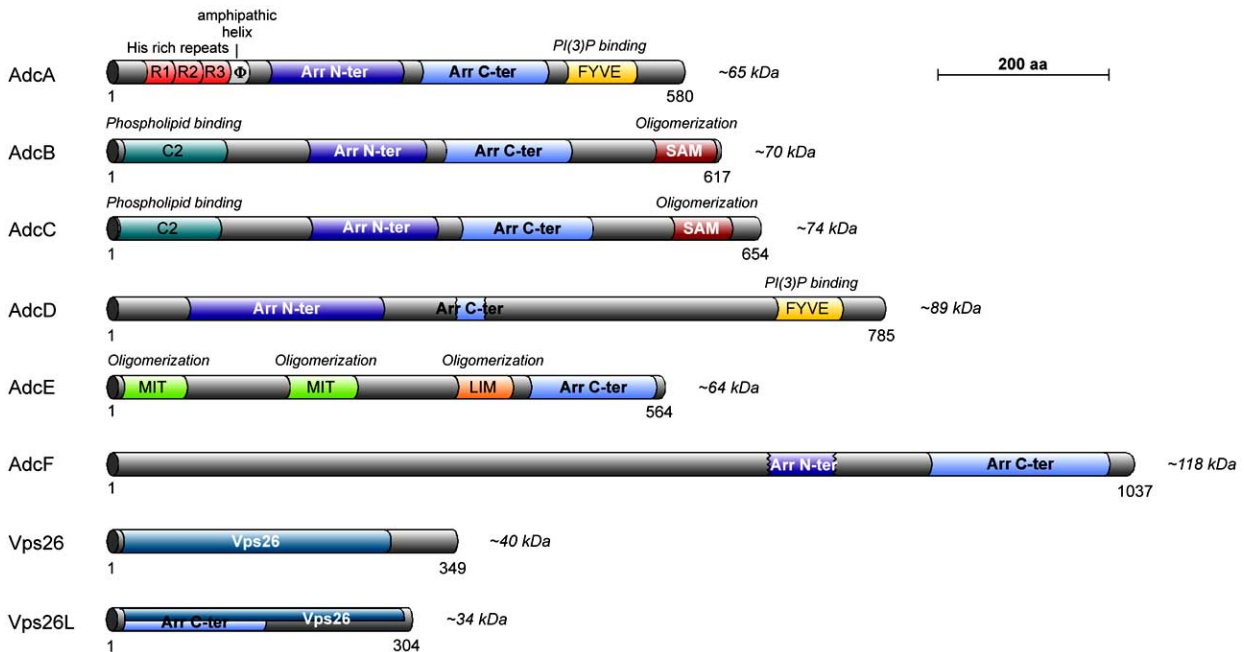 amphipathic
helix
His rich repeats
PI(3)P binding
AdcA R1 R2 R3 Φ Arr N-ter Arr C-ter FYVE ~65 kDa 200 aa
1 580
Phospholipid binding Oligomerization
AdcB C2 Arr N-ter Arr C-ter SAM ~70 kDa
1 617
Phospholipid binding Oligomerization
AdcC C2 Arr N-ter Arr C-ter SAM ~74 kDa
1 654
PI(3)P binding
AdcD Arr N-ter Arr C-ter FYVE ~89 kDa
1 785
Oligomerization Oligomerization Oligomerization
AdcE MIT MIT LIM Arr C-ter ~64 kDa
1 564
AdcF Arr N-ter Arr C-ter ~118 kDa
1 1037
Vps26 Vps26 ~40 kDa
1 349
Vps26L Arr C-ter Vps26 ~34 kDa
1 304